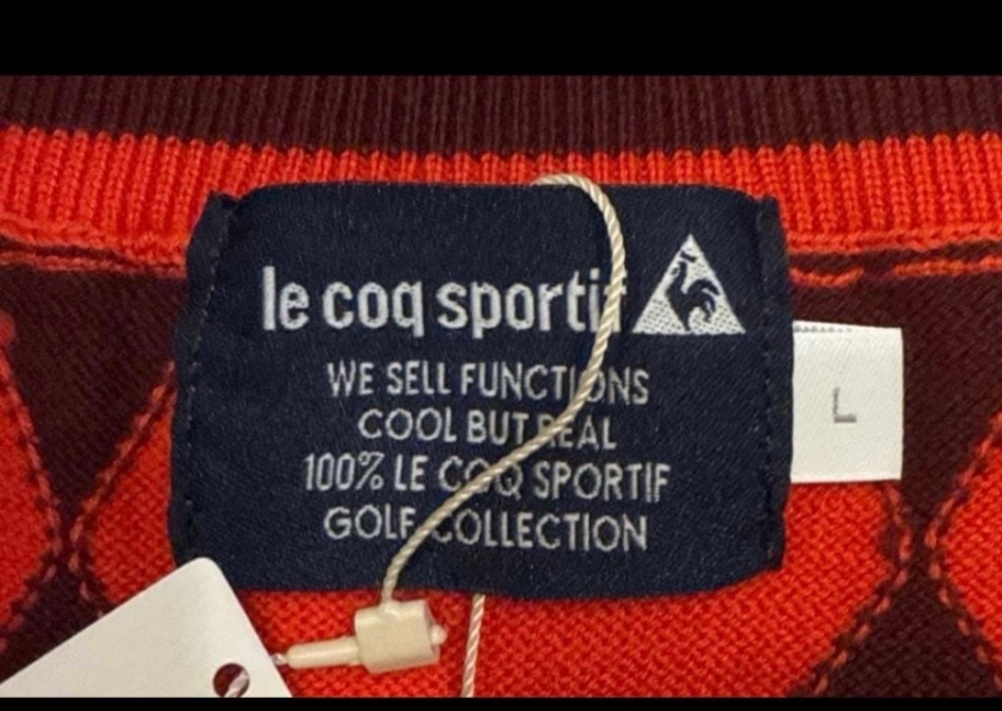 le coq sportif
WE SELL FUNCTIONS
COOL BUT REAL
100% LE COQ SPORTIF
GOLF COLLECTION
L